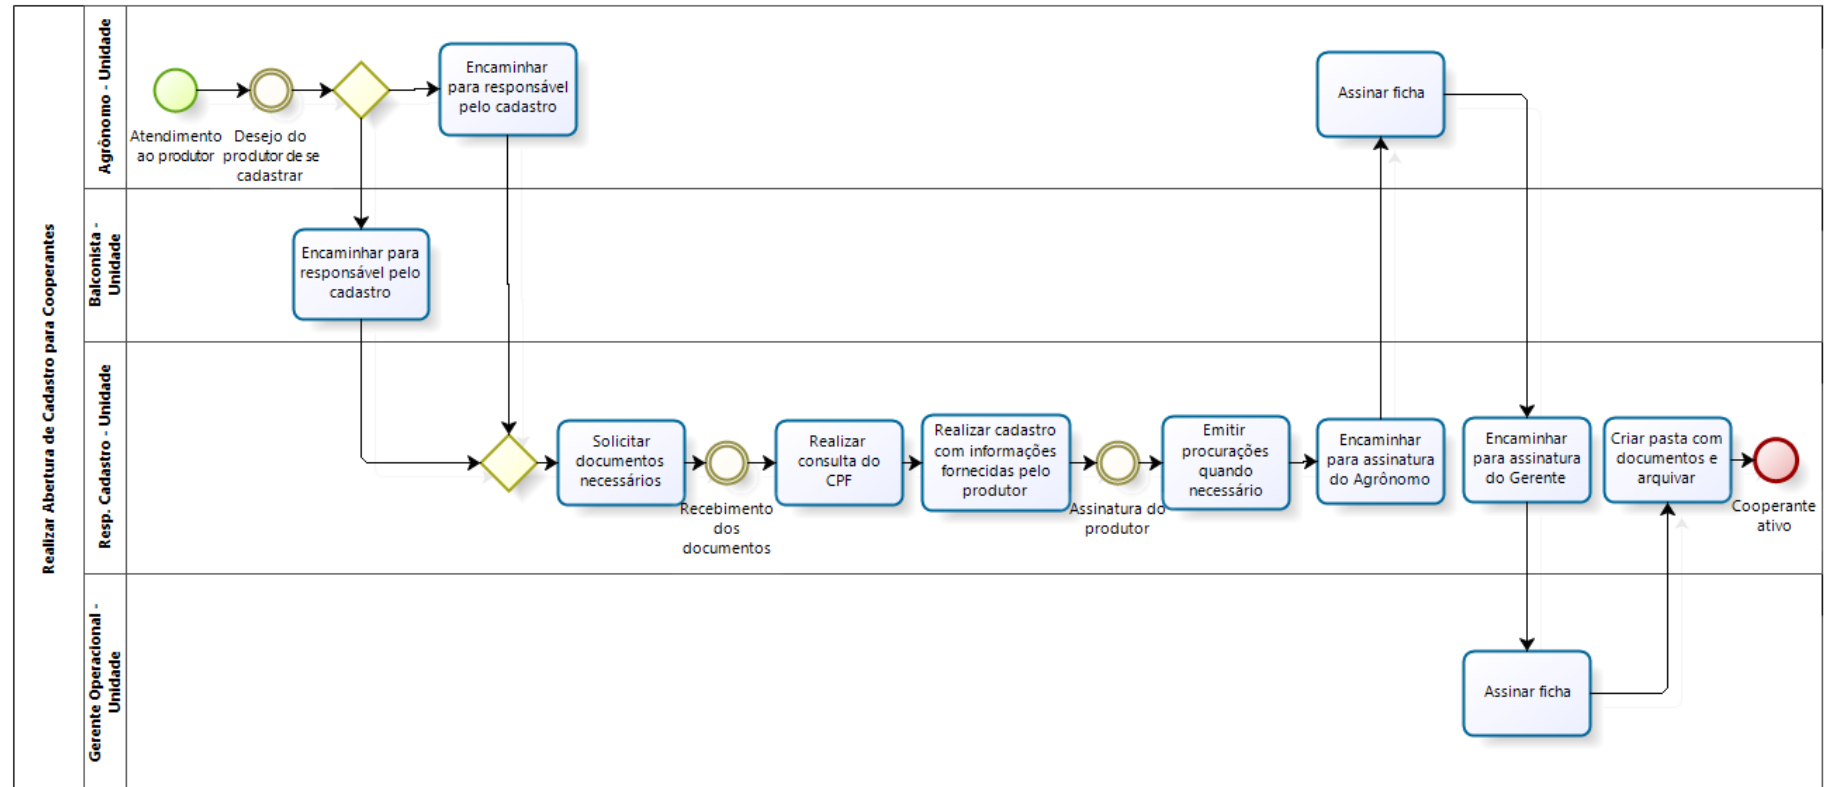 Realizar Abertura de Cadastro para Cooperantes
Agrônomo - Unidade
Atendimento
ao produtor
Desejo do
produtor de se
cadastrar
Encaminhar
para responsável
pelo cadastro
Assinar ficha
Balconista -
Unidade
Encaminhar para
responsável pelo
cadastro
Resp. Cadastro - Unidade
Solicitar
documentos
necessários
Recebimento
dos
documentos
Realizar
consulta do
CPF
Realizar cadastro
com informações
fornecidas pelo
produtor
Assinatura do
produtor
Emitir
procurações
quando
necessário
Encaminhar
para assinatura
do Agrônomo
Encaminhar
para assinatura
do Gerente
Criar pasta com
documentos e
arquivar
Cooperante
ativo
Gerente Operacional -
Unidade
Assinar ficha